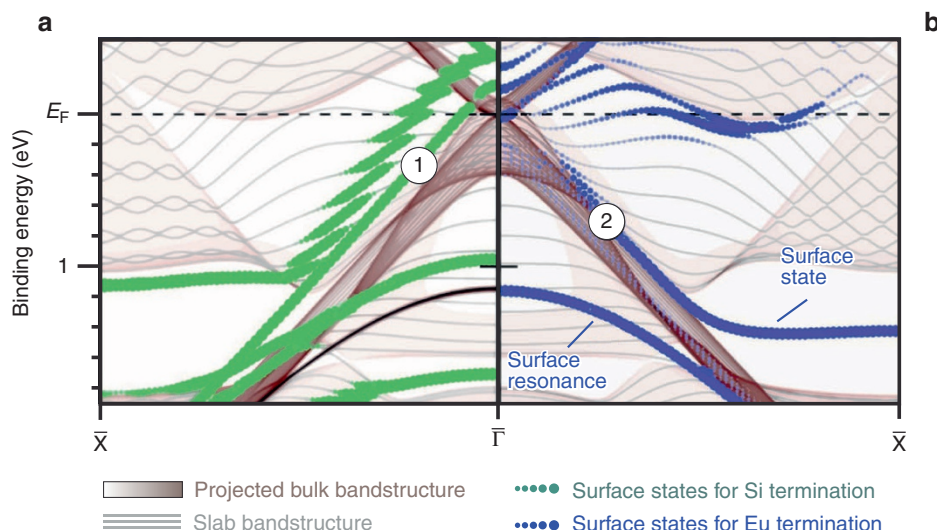 a
b
E_F
1
Binding energy (eV)
1
2
Surface
state
Surface
resonance
X̅
Γ̅
X̅
Projected bulk bandstructure
Surface states for Si termination
Slab bandstructure
Surface states for Eu termination